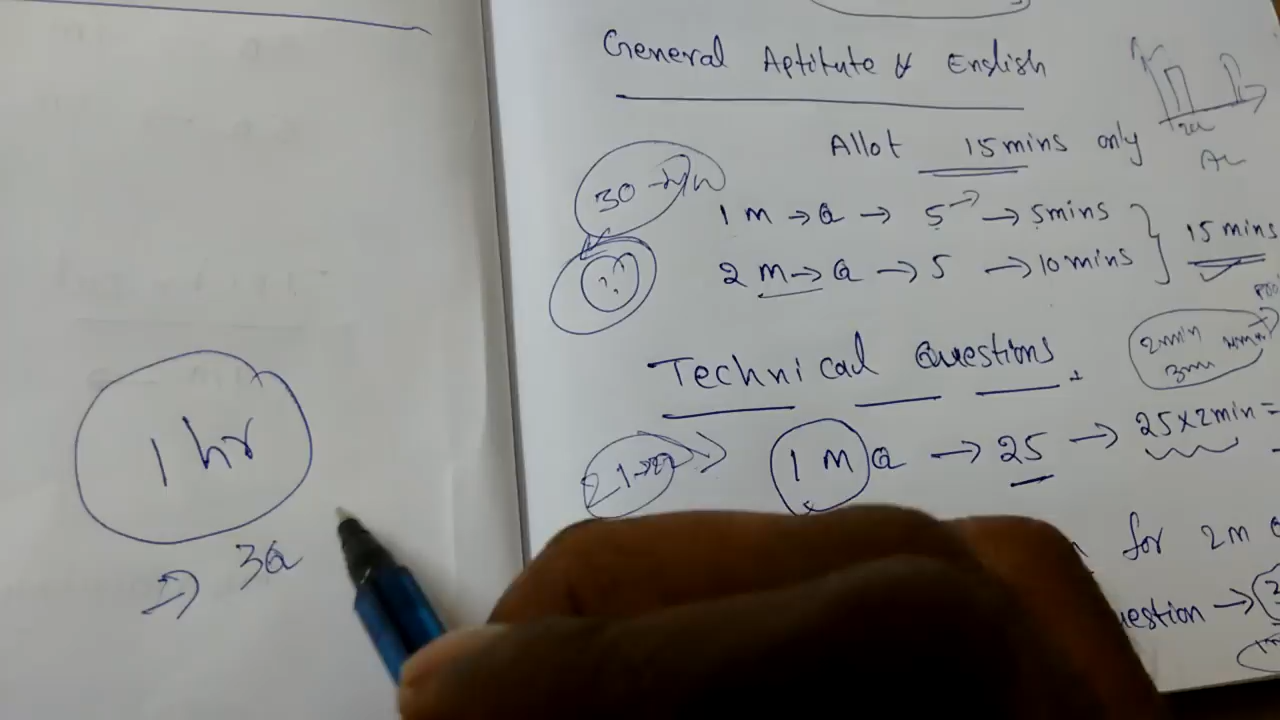 General Aptitute & English
Allot 15mins only
30
1 m → Q → 5 → 5mins
2 m → Q → 5 → 10mins
15 mins
??
2min
3min
Technical Questions
1 M Q → 25 → 25x2min =
1 hr
⇒ 3Q
for 2m
uestion →